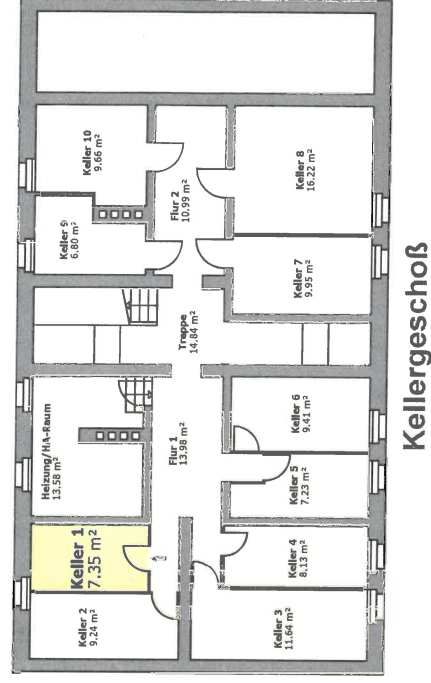 Keller 10
9.66 m²
Keller 9
6.80 m²
Flur 2
10.99 m²
Keller 8
16.22 m²
Keller 7
9.95 m²
Treppe
14.84 m²
Heizung/HA-Raum
13.58 m²
Flur 1
13.98 m²
Keller 6
9.41 m²
Keller 5
7.23 m²
Keller 1
7.35 m²
Keller 4
8.13 m²
Keller 2
9.24 m²
Keller 3
11.64 m²
Kellergeschoß